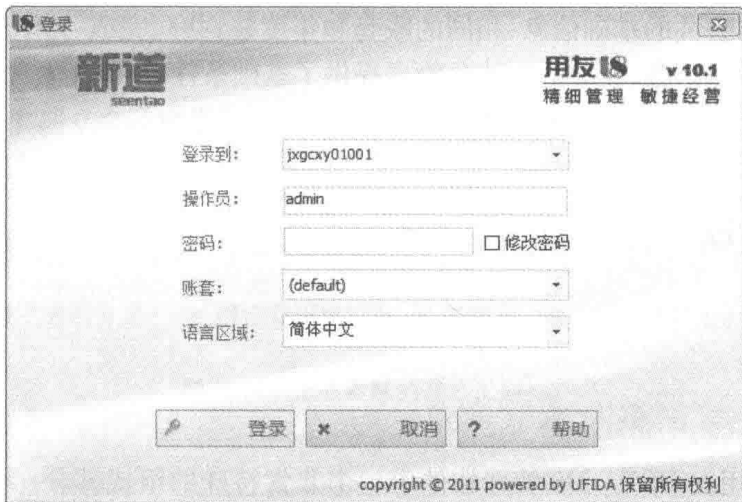 U8 登录
新道
seentao
用友U8 v 10.1
精细管理 敏捷经营
登录到: jxgcxy01001
操作员: admin
密码: 修改密码
账套: (default)
语言区域: 简体中文
登录 取消 ? 帮助
copyright © 2011 powered by UFIDA 保留所有权利